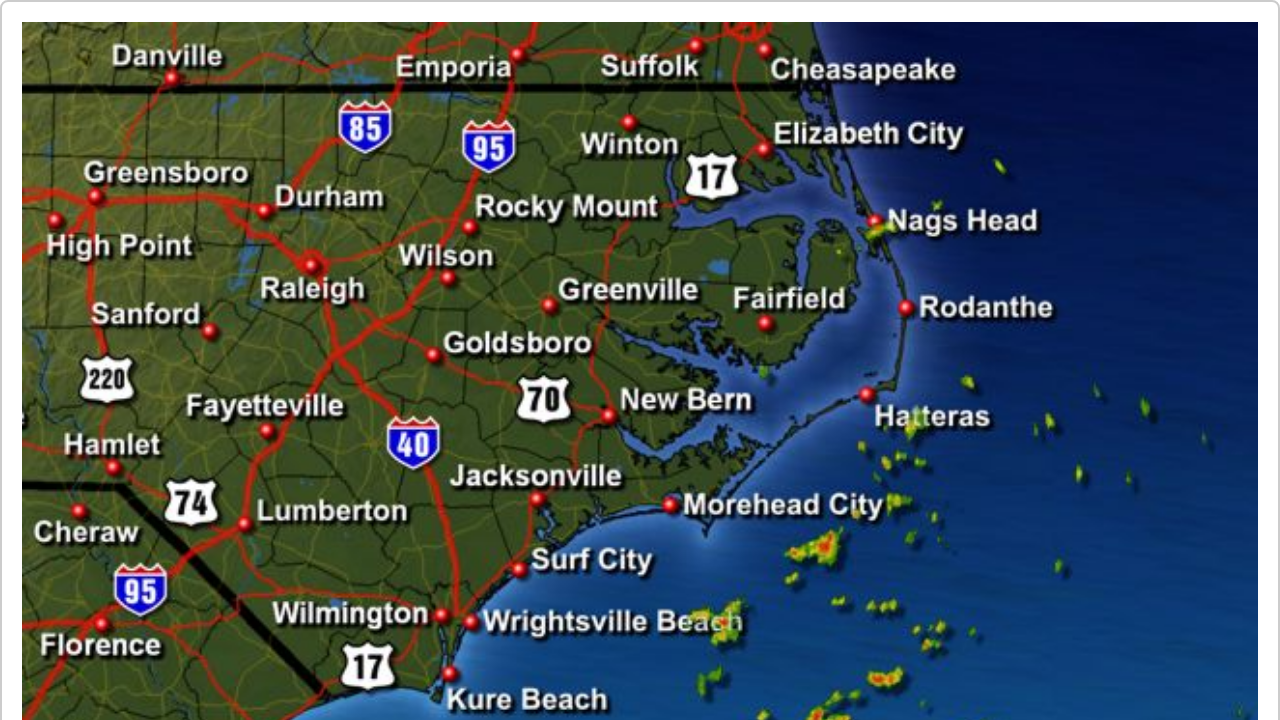 Danville
Emporia
Suffolk
Cheasapeake
85
95
Winton
Elizabeth City
17
Greensboro
Durham
Rocky Mount
Nags Head
High Point
Wilson
Raleigh
Greenville
Fairfield
Rodanthe
Sanford
Goldsboro
220
Fayetteville
70
New Bern
Hatteras
Hamlet
40
Jacksonville
74
Lumberton
Morehead City
Cheraw
Surf City
95
Wilmington
Wrightsville Beach
Florence
17
Kure Beach